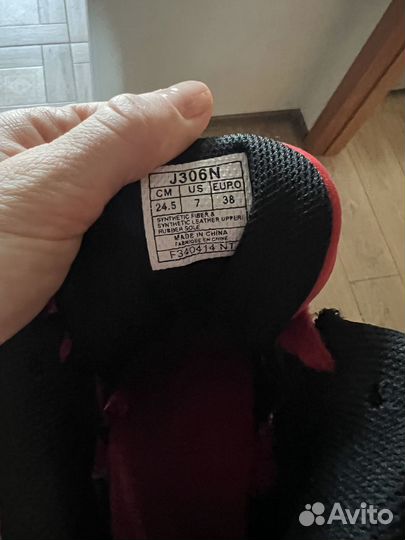 J306N
CM US EURO
24.5 7 38
SYNTHETIC FIBER &
SYNTHETIC LEATHER UPPER/
RUBBER SOLE
MADE IN CHINA
FABRIQUE EN CHINE
F340414 NT
Avito